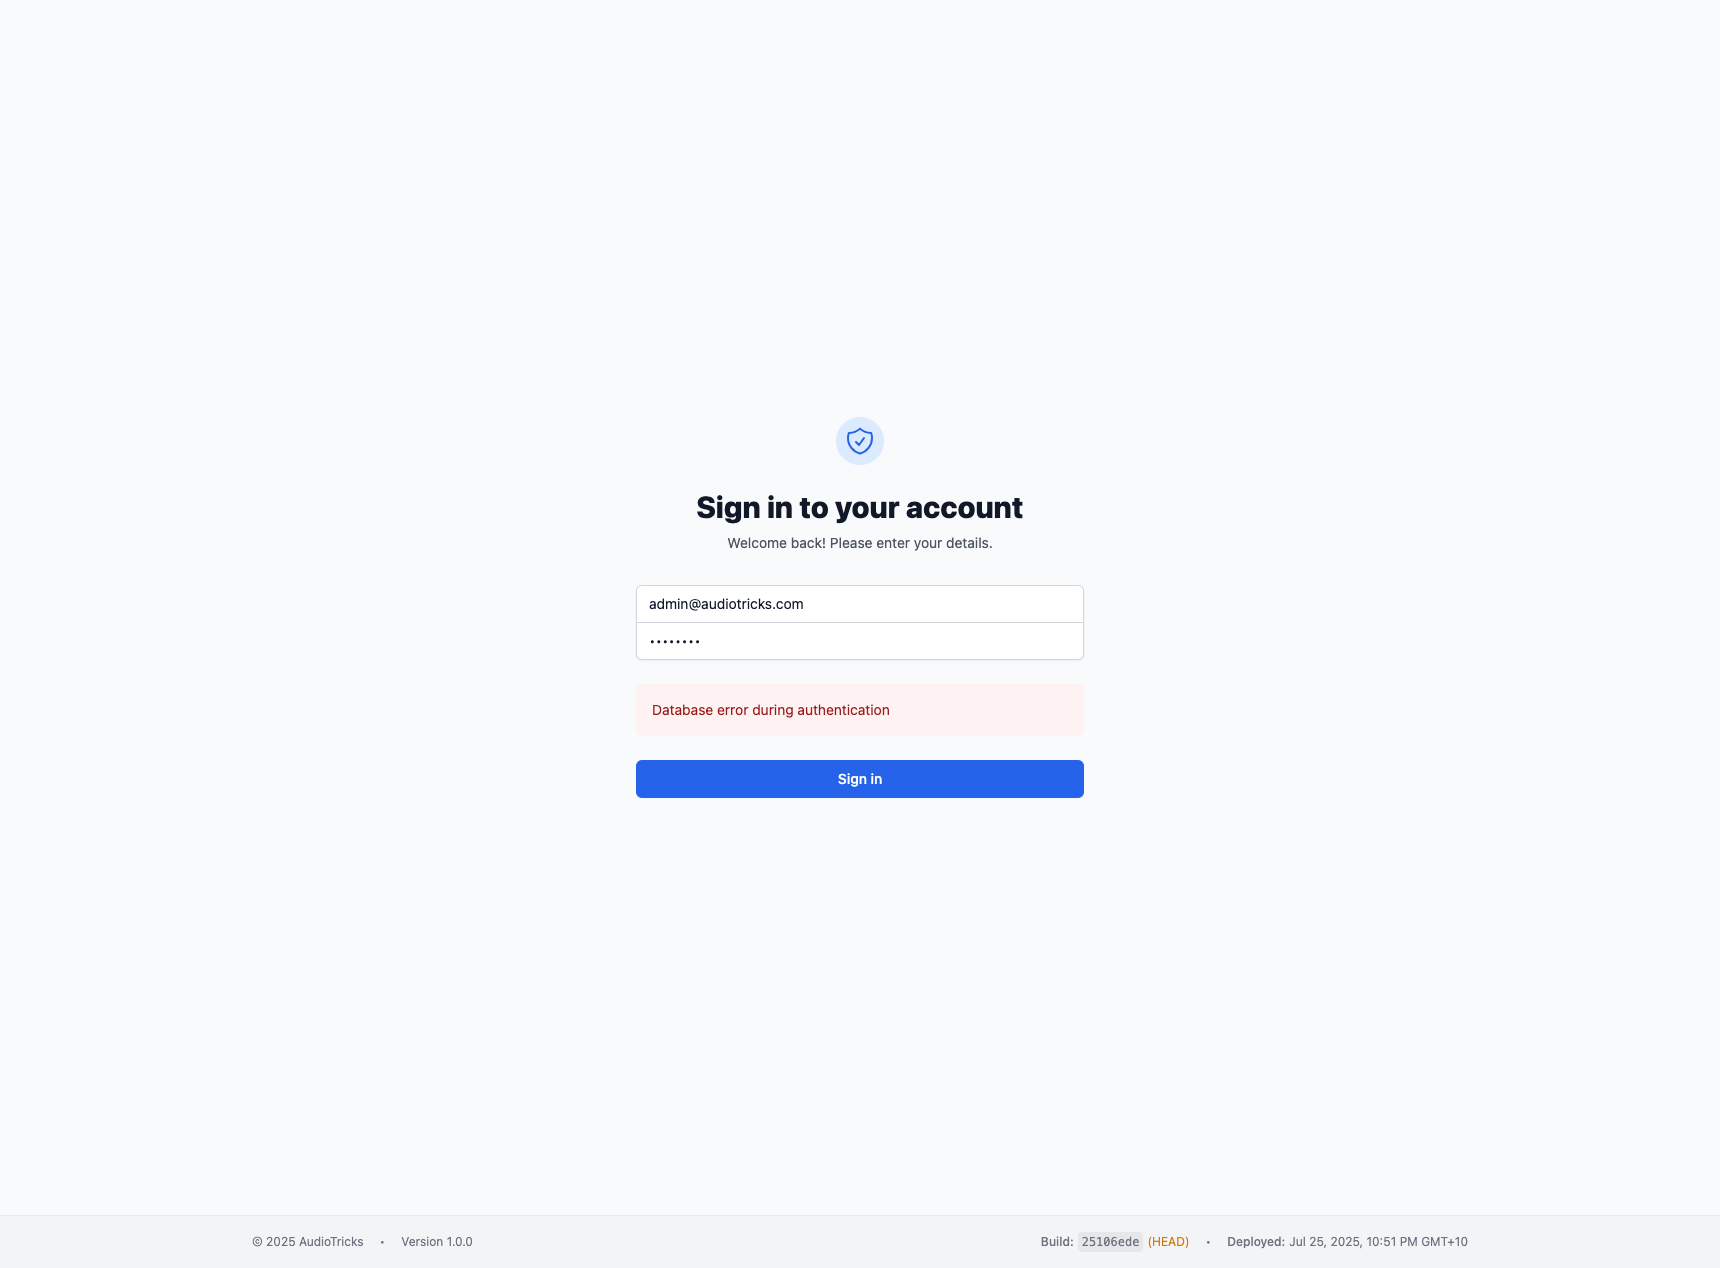 Sign in to your account
Welcome back! Please enter your details.
admin@audiotricks.com
••••••••
Database error during authentication
Sign in
© 2025 AudioTricks • Version 1.0.0
Build: 25106ede (HEAD) • Deployed: Jul 25, 2025, 10:51 PM GMT+10